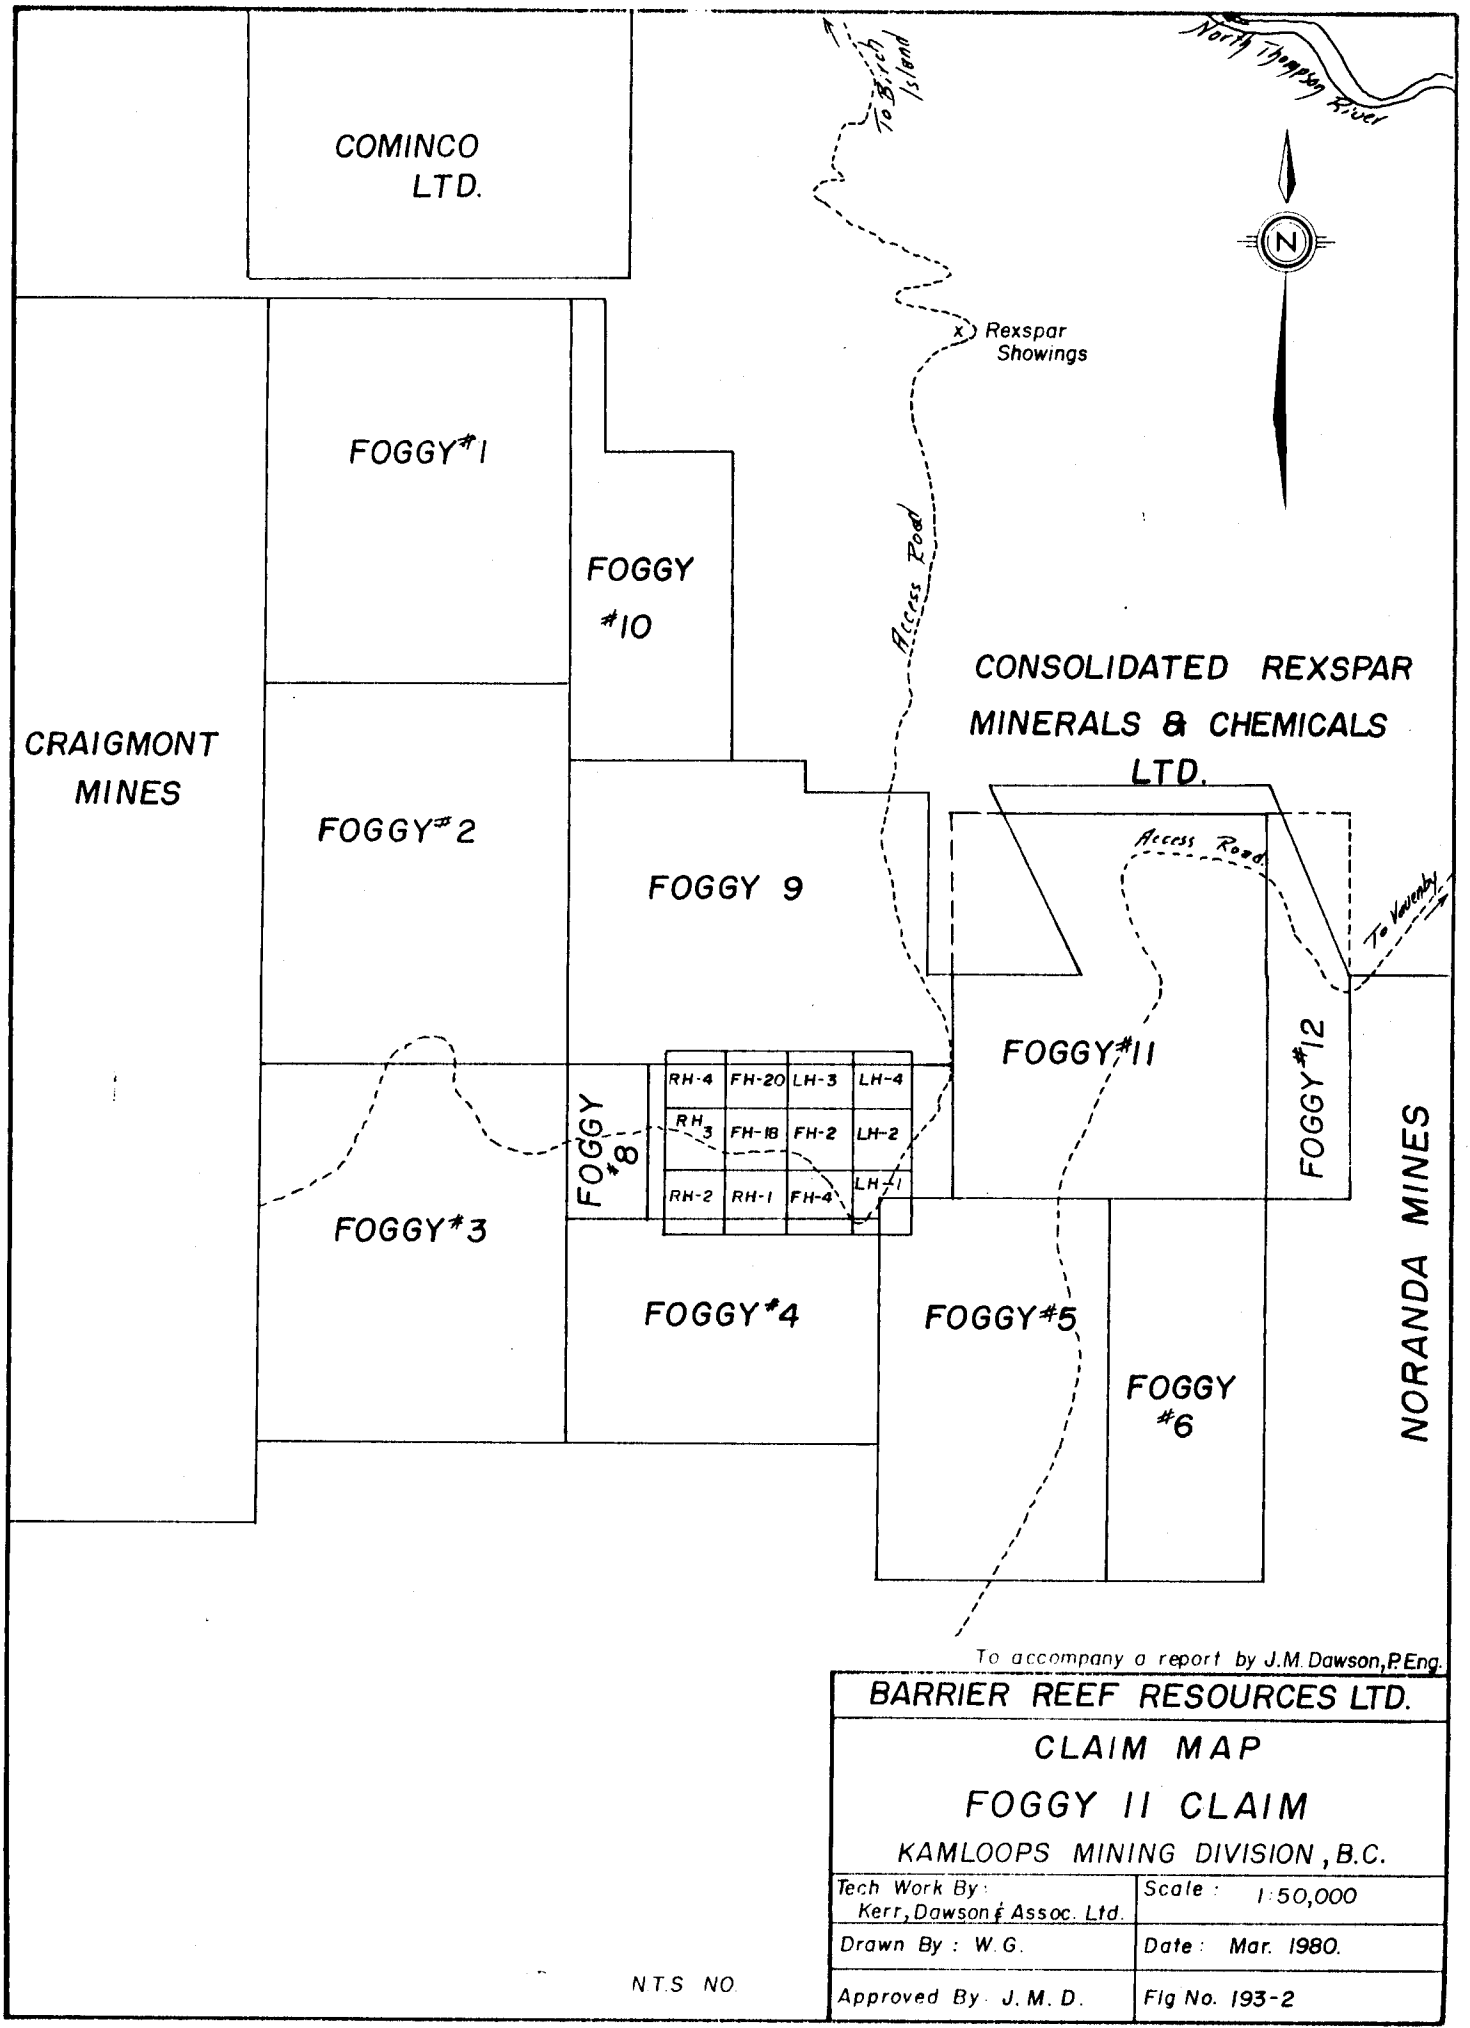 To Birch
Island
North Thompson River
COMINCO
LTD.
N
x Rexspar
Showings
FOGGY #1
FOGGY
#10
Access Road
CONSOLIDATED REXSPAR
MINERALS & CHEMICALS
LTD.
CRAIGMONT
MINES
FOGGY #2
FOGGY 9
Access Road
To Vavenby
FOGGY #11
FOGGY #12
NORANDA MINES
FOGGY
#8
RH-4 FH-20 LH-3 LH-4
RH 3 FH-18 FH-2 LH-2
RH-2 RH-1 FH-4 LH-1
FOGGY #3
FOGGY #4
FOGGY #5
FOGGY
#6
To accompany a report by J.M. Dawson, P.Eng.
BARRIER REEF RESOURCES LTD.
CLAIM MAP
FOGGY 11 CLAIM
KAMLOOPS MINING DIVISION, B.C.
Tech Work By:
Kerr, Dawson & Assoc. Ltd.
Scale: 1:50,000
Drawn By: W.G.
Date: Mar. 1980.
Approved By. J. M. D.
Fig No. 193-2
N.T.S NO.